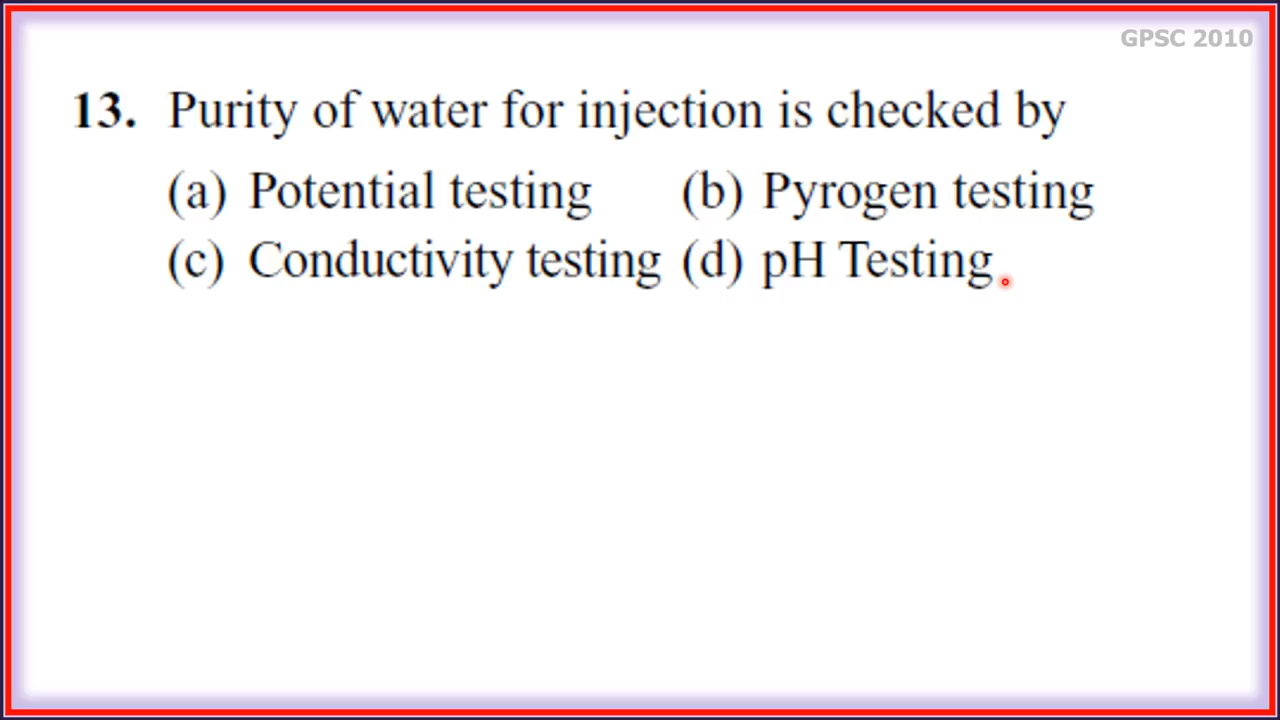 GPSC 2010
13. Purity of water for injection is checked by
(a) Potential testing (b) Pyrogen testing
(c) Conductivity testing (d) pH Testing